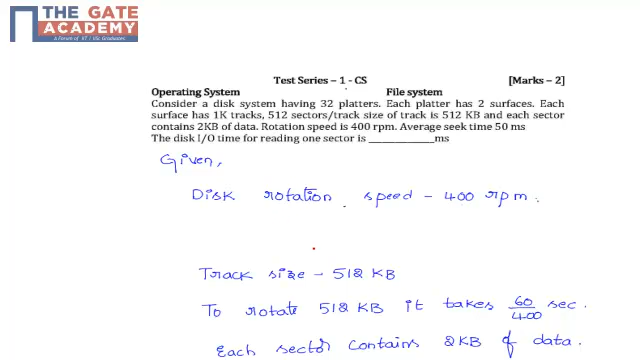 THE GATE
ACADEMY
A Forum of IIT / IISc Graduates
Test Series – 1 - CS [Marks – 2]
Operating System File system
Consider a disk system having 32 platters. Each platter has 2 surfaces. Each
surface has 1K tracks, 512 sectors/track size of track is 512 KB and each sector
contains 2KB of data. Rotation speed is 400 rpm. Average seek time 50 ms
The disk I/O time for reading one sector is ______________ms
Given,
Disk rotation speed - 400 rpm.
Track size - 512 KB
To rotate 512 KB it takes 60/400 sec.
Each sector contains 2KB of data.